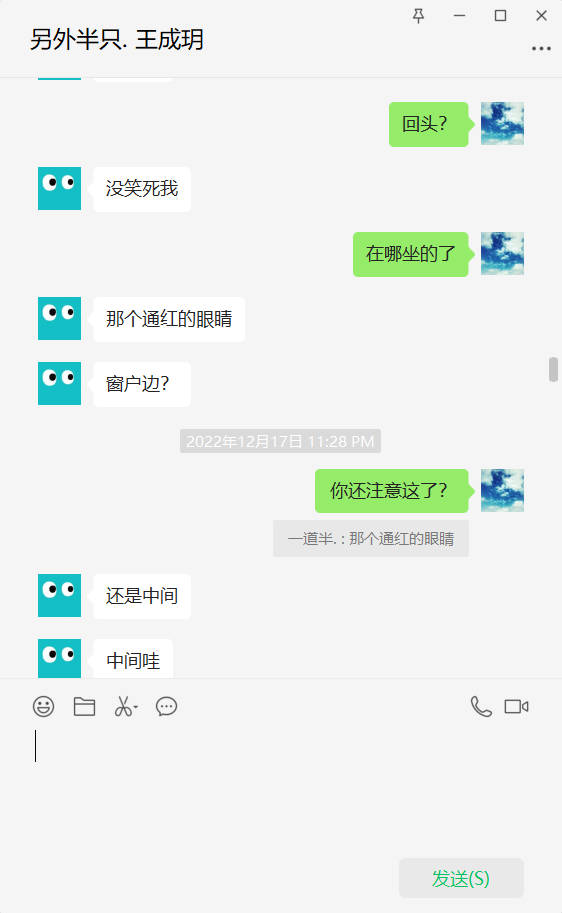 另外半只. 王成玥
回头？
没笑死我
在哪坐的了
那个通红的眼睛
窗户边？
2022年12月17日 11:28 PM
你还注意这了？
一道半. : 那个通红的眼睛
还是中间
中间哇
发送(S)